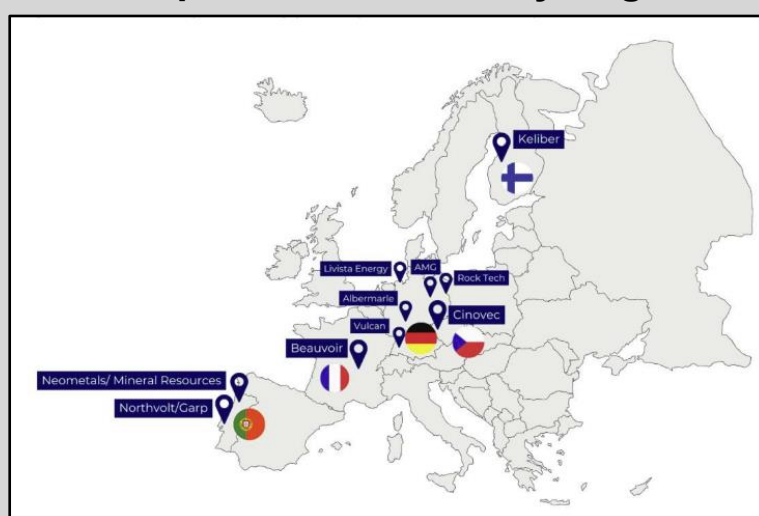 Keliber
Livista Energy
AMG
Rock Tech
Albermarle
Cinovec
Vulcan
Beauvoir
Neometals/ Mineral Resources
Northvolt/Garp